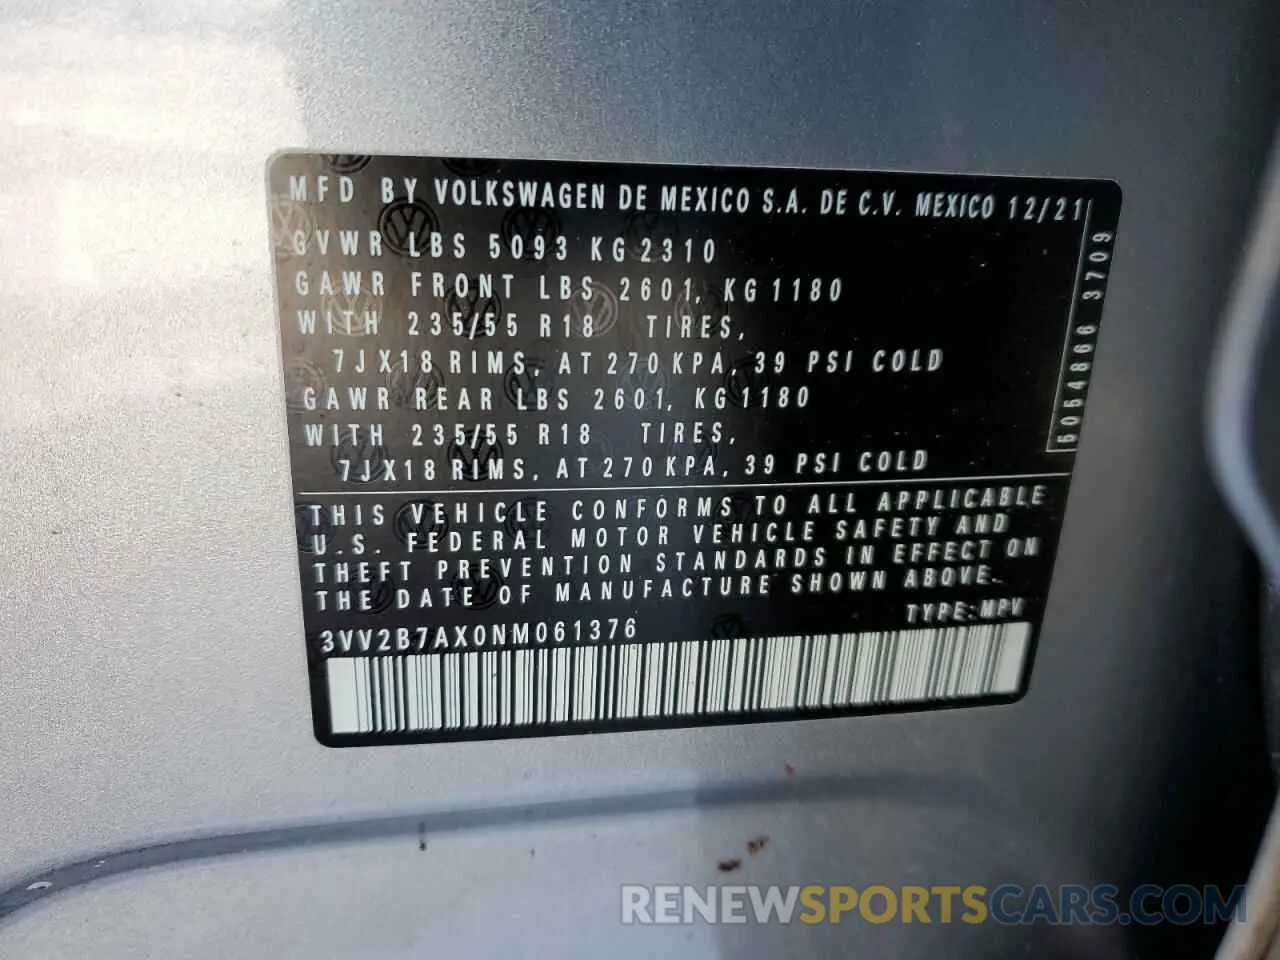 MFD BY VOLKSWAGEN DE MEXICO S.A. DE C.V. MEXICO 12/21
GVWR LBS 5093 KG 2310
GAWR FRONT LBS 2601, KG 1180
WITH 235/55 R18 TIRES,
7JX18 RIMS, AT 270 KPA, 39 PSI COLD
GAWR REAR LBS 2601, KG 1180
WITH 235/55 R18 TIRES,
7JX18 RIMS, AT 270 KPA, 39 PSI COLD
THIS VEHICLE CONFORMS TO ALL APPLICABLE
U.S. FEDERAL MOTOR VEHICLE SAFETY AND
THEFT PREVENTION STANDARDS IN EFFECT ON
THE DATE OF MANUFACTURE SHOWN ABOVE.
TYPE: MPV
3VV2B7AX0NM061376
RENEWSPORTSCARS.COM